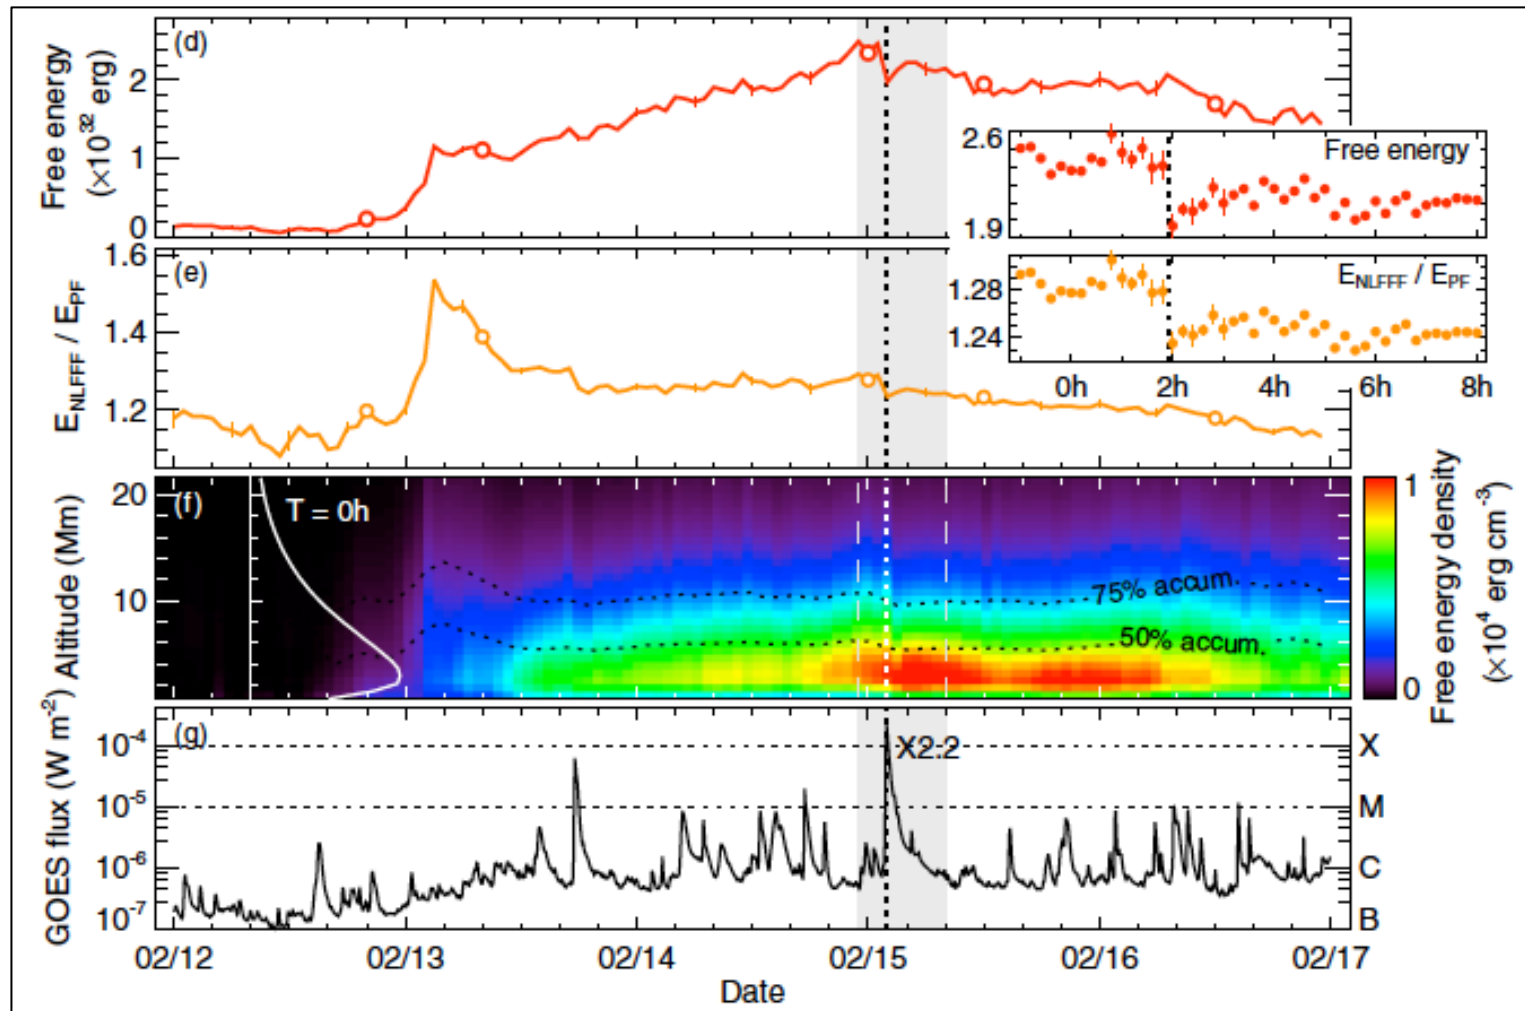 (d)
Free energy
(×10³² erg)
2
1
0
2.6
1.9
Free energy
(e)
E_NLFFF / E_PF
1.6
1.4
1.2
1.28
1.24
E_NLFFF / E_PF
0h 2h 4h 6h 8h
(f)
T = 0h
Altitude (Mm)
20
10
75% accum.
50% accum.
1
0
Free energy density
(×10⁴ erg cm⁻³)
(g)
GOES flux (W m⁻²)
10⁻⁴
10⁻⁵
10⁻⁶
10⁻⁷
X2.2
X
M
C
B
02/12 02/13 02/14 02/15 02/16 02/17
Date